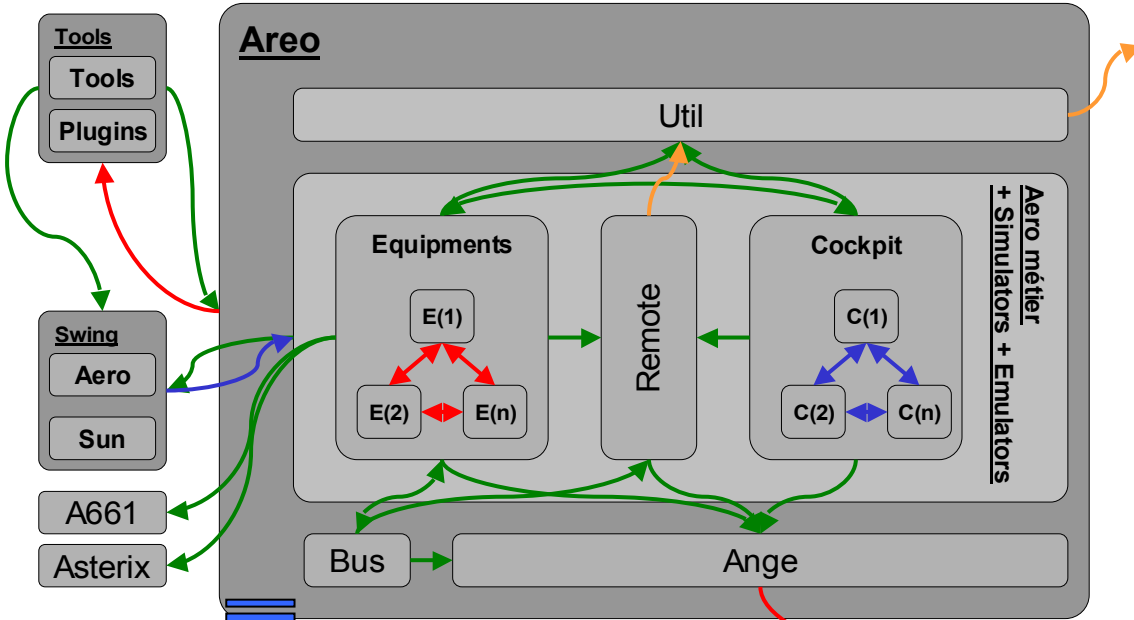 Tools
Tools
Plugins
Areo
Util
Aero métier
+ Simulators + Emulators
Equipments
E(1)
E(2)
E(n)
Remote
Cockpit
C(1)
C(2)
C(n)
Swing
Aero
Sun
A661
Asterix
Bus
Ange